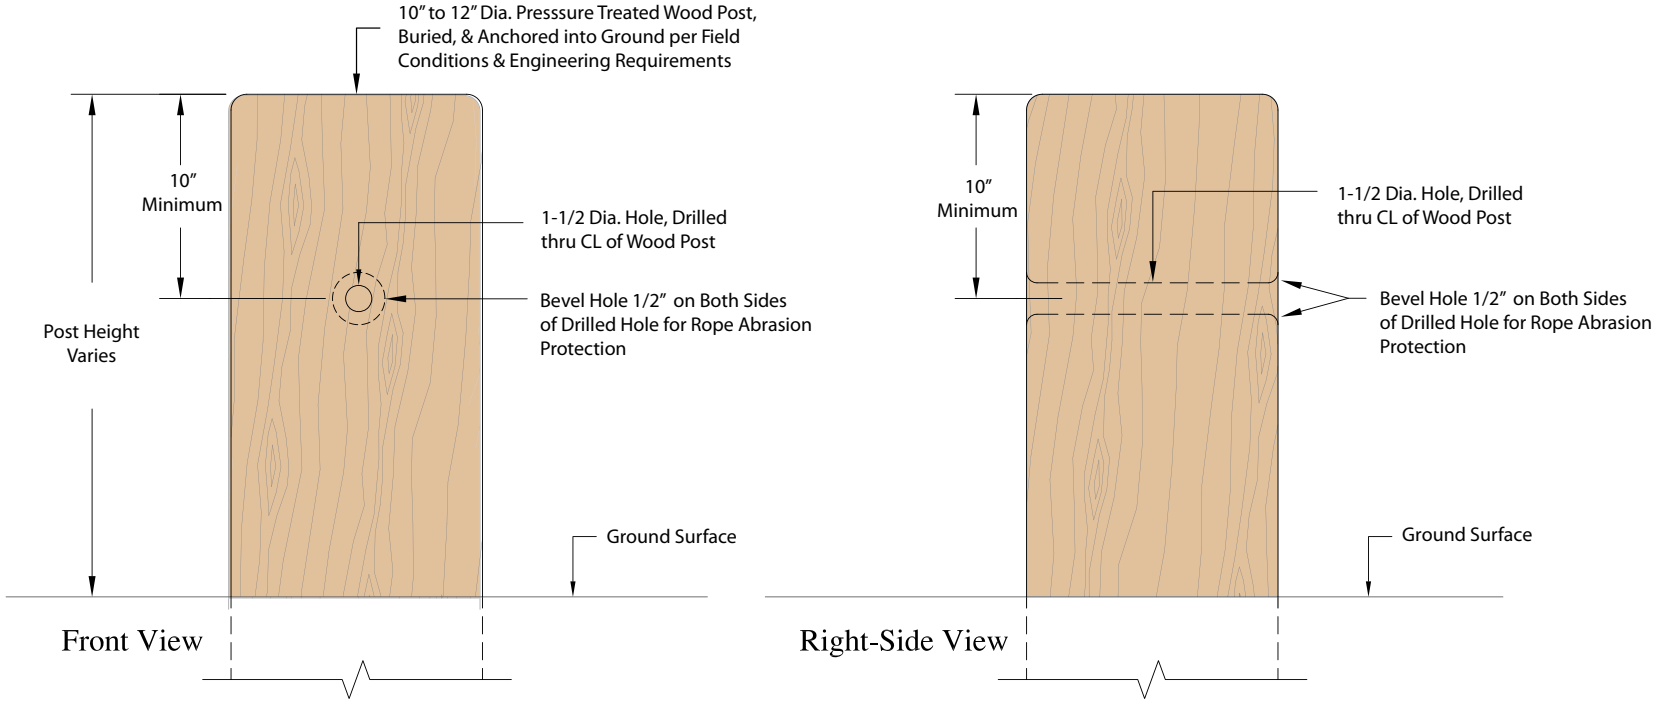 10” to 12” Dia. Presssure Treated Wood Post,
Buried, & Anchored into Ground per Field
Conditions & Engineering Requirements
10”
Minimum
1-1/2 Dia. Hole, Drilled
thru CL of Wood Post
Bevel Hole 1/2” on Both Sides
of Drilled Hole for Rope Abrasion
Protection
Post Height
Varies
Ground Surface
Front View
10”
Minimum
1-1/2 Dia. Hole, Drilled
thru CL of Wood Post
Bevel Hole 1/2” on Both Sides
of Drilled Hole for Rope Abrasion
Protection
Ground Surface
Right-Side View